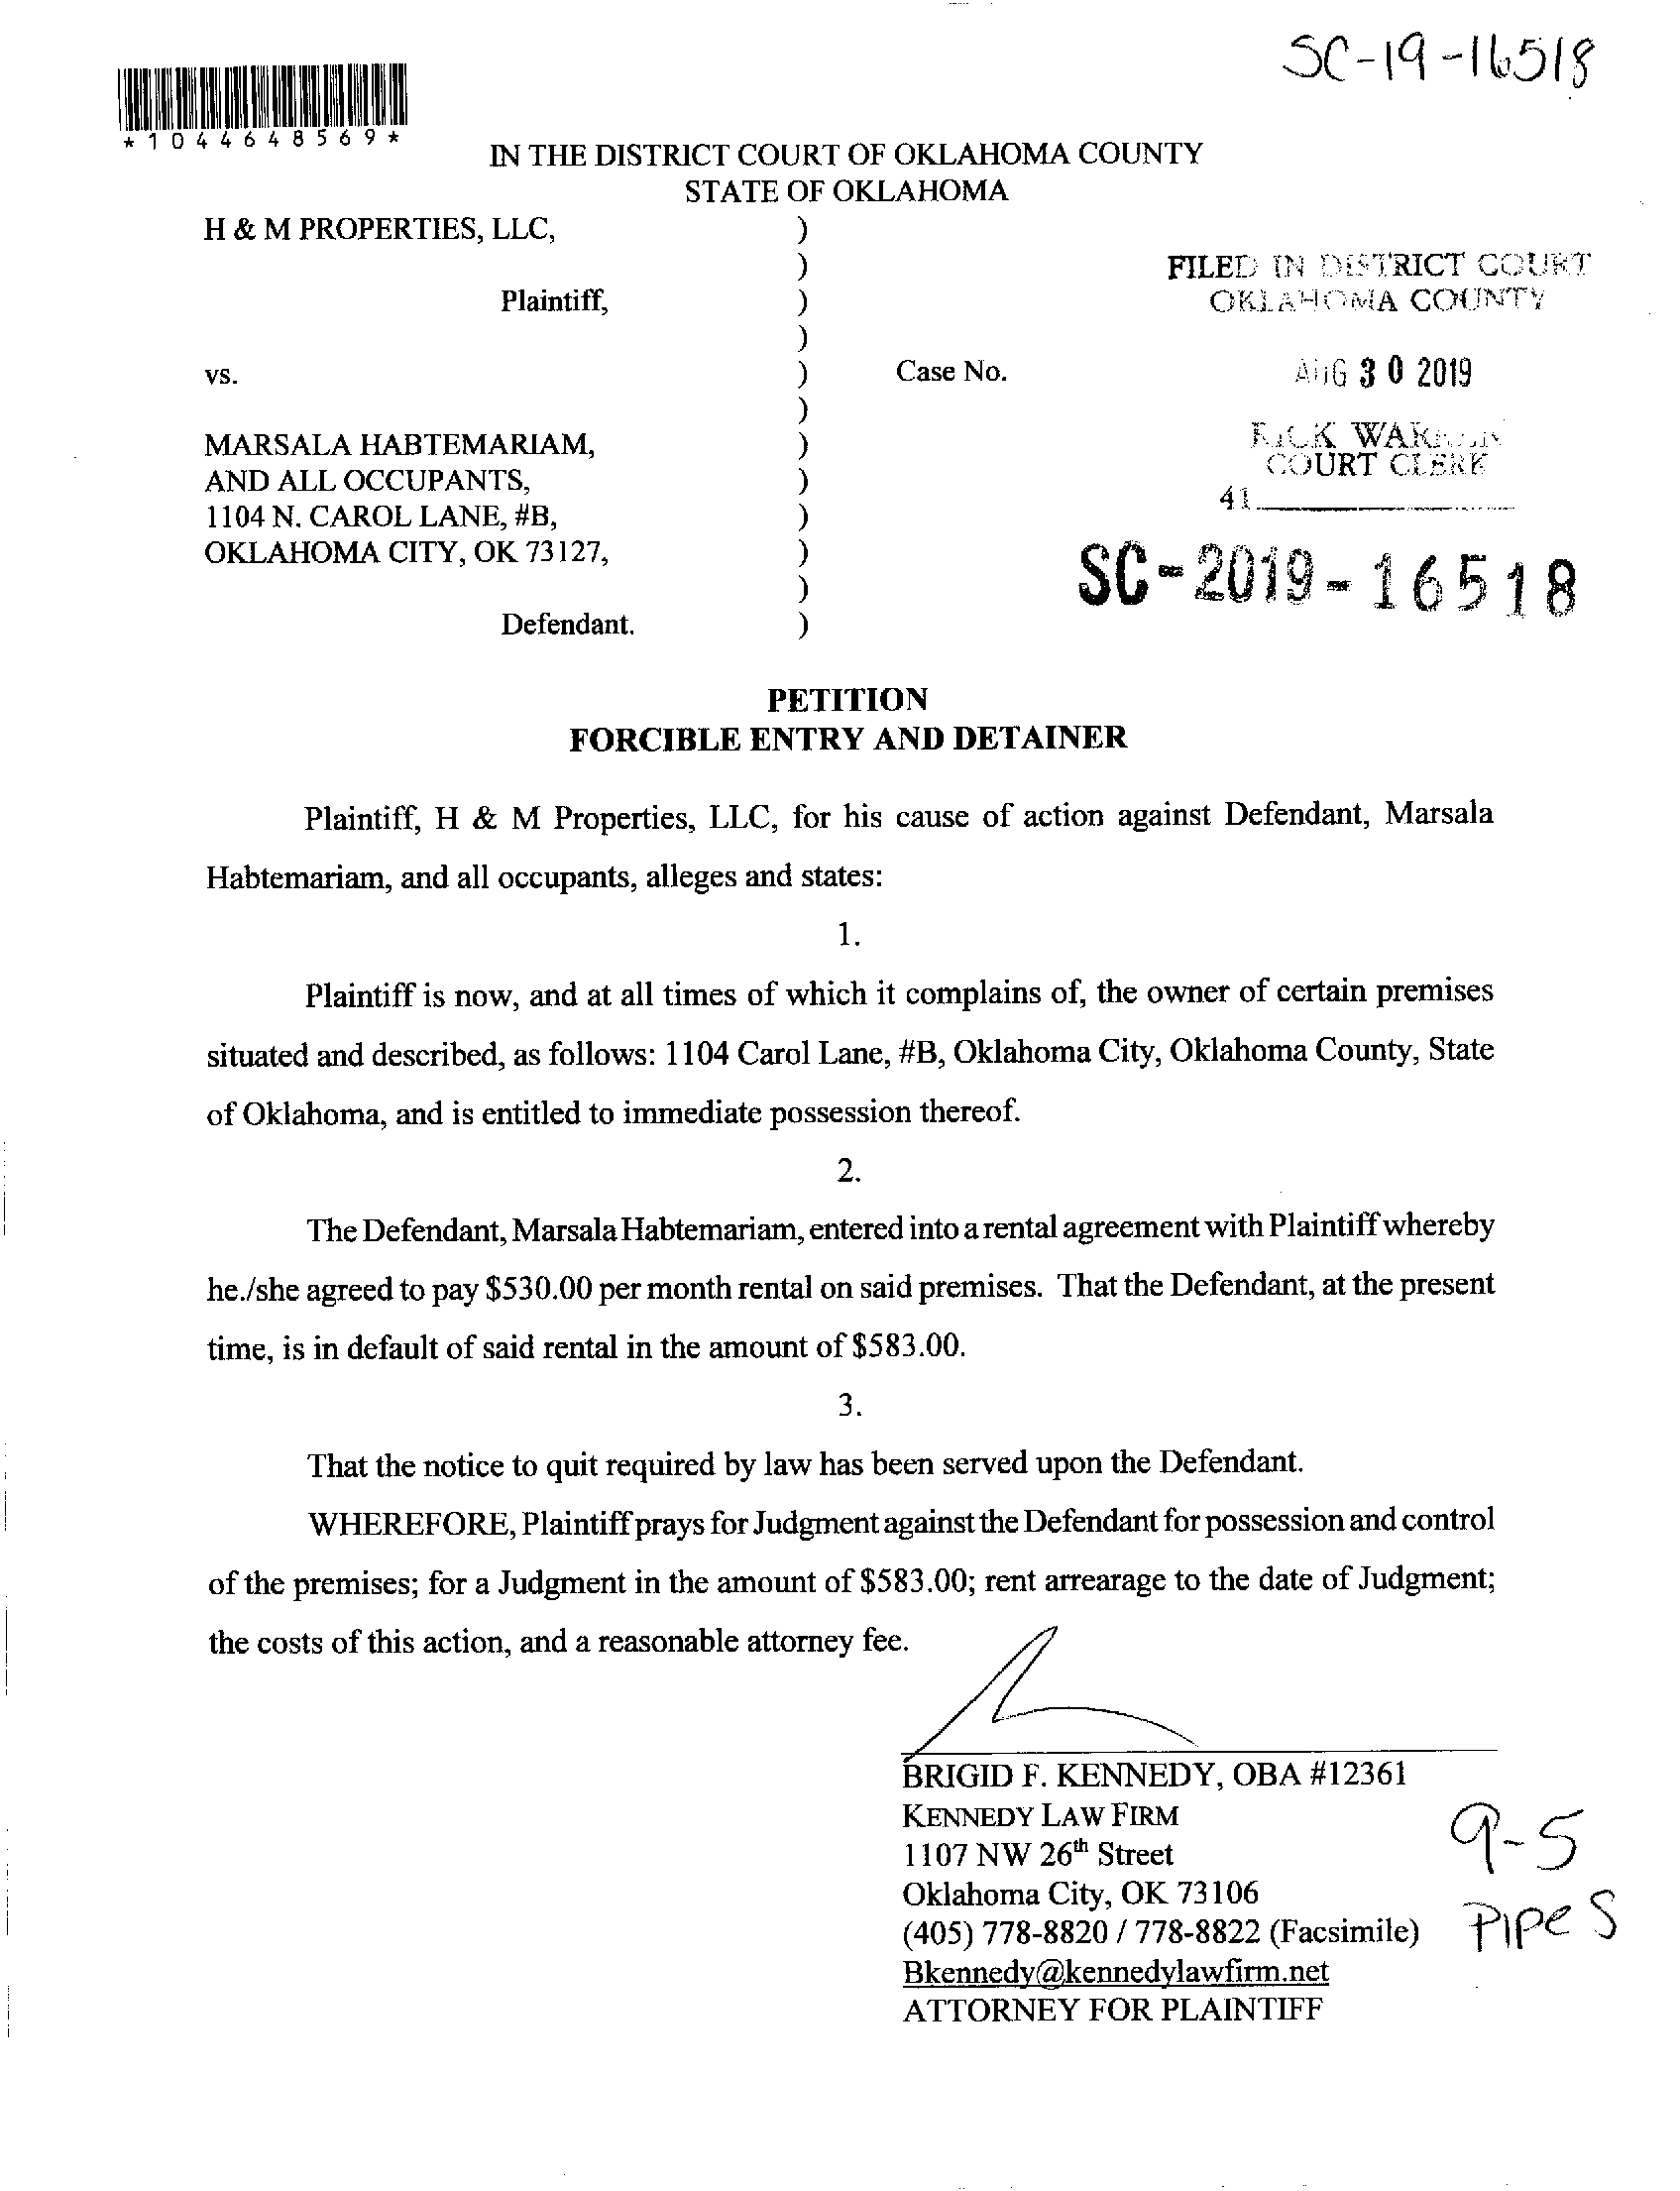 SC-19-16518
*1044648569*
IN THE DISTRICT COURT OF OKLAHOMA COUNTY
STATE OF OKLAHOMA
H & M PROPERTIES, LLC, )
)
Plaintiff, )
)
vs. ) Case No.
)
MARSALA HABTEMARIAM, )
AND ALL OCCUPANTS, )
1104 N. CAROL LANE, #B, )
OKLAHOMA CITY, OK 73127, )
)
Defendant. )
FILED IN DISTRICT COURT
OKLAHOMA COUNTY
AUG 30 2019
RICK WARREN
COURT CLERK
41
SC-2019-16518
PETITION
FORCIBLE ENTRY AND DETAINER
Plaintiff, H & M Properties, LLC, for his cause of action against Defendant, Marsala
Habtemariam, and all occupants, alleges and states:
1.
Plaintiff is now, and at all times of which it complains of, the owner of certain premises
situated and described, as follows: 1104 Carol Lane, #B, Oklahoma City, Oklahoma County, State
of Oklahoma, and is entitled to immediate possession thereof.
2.
The Defendant, Marsala Habtemariam, entered into a rental agreement with Plaintiff whereby
he./she agreed to pay $530.00 per month rental on said premises. That the Defendant, at the present
time, is in default of said rental in the amount of $583.00.
3.
That the notice to quit required by law has been served upon the Defendant.
WHEREFORE, Plaintiff prays for Judgment against the Defendant for possession and control
of the premises; for a Judgment in the amount of $583.00; rent arrearage to the date of Judgment;
the costs of this action, and a reasonable attorney fee.
BRIGID F. KENNEDY, OBA #12361
KENNEDY LAW FIRM
1107 NW 26th Street
Oklahoma City, OK 73106
(405) 778-8820 / 778-8822 (Facsimile)
Bkennedy@kennedylawfirm.net
ATTORNEY FOR PLAINTIFF
9-5
PIPES